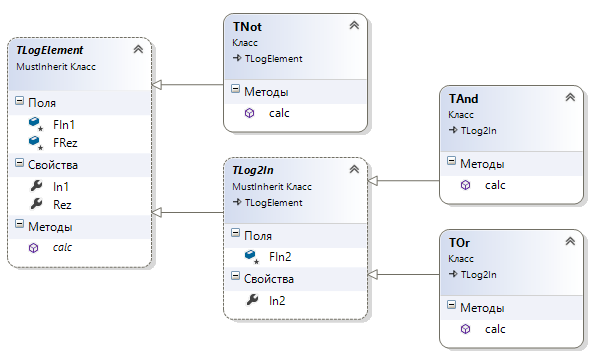 TLogElement
MustInherit Класс
Поля
FIn1
FRez
Свойства
In1
Rez
Методы
calc
TNot
Класс
TLogElement
Методы
calc
TLog2In
MustInherit Класс
TLogElement
Поля
FIn2
Свойства
In2
TAnd
Класс
TLog2In
Методы
calc
TOr
Класс
TLog2In
Методы
calc